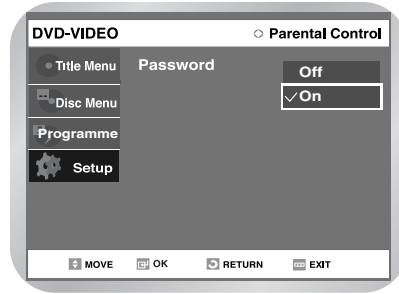 DVD-VIDEO Parental Control
Title Menu Password Off
Disc Menu On
Programme
Setup
MOVE OK RETURN EXIT